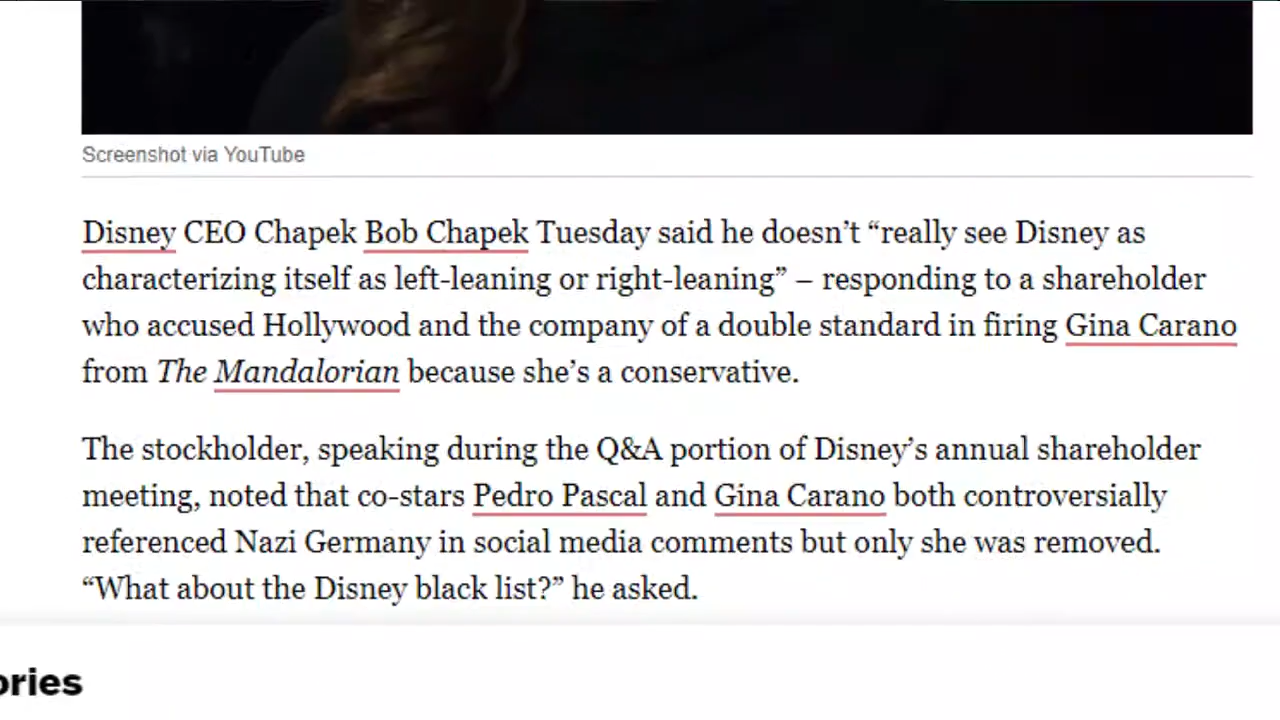 Screenshot via YouTube
Disney CEO Chapek Bob Chapek Tuesday said he doesn’t “really see Disney as
characterizing itself as left-leaning or right-leaning” – responding to a shareholder
who accused Hollywood and the company of a double standard in firing Gina Carano
from The Mandalorian because she’s a conservative.
The stockholder, speaking during the Q&A portion of Disney’s annual shareholder
meeting, noted that co-stars Pedro Pascal and Gina Carano both controversially
referenced Nazi Germany in social media comments but only she was removed.
“What about the Disney black list?” he asked.
ories